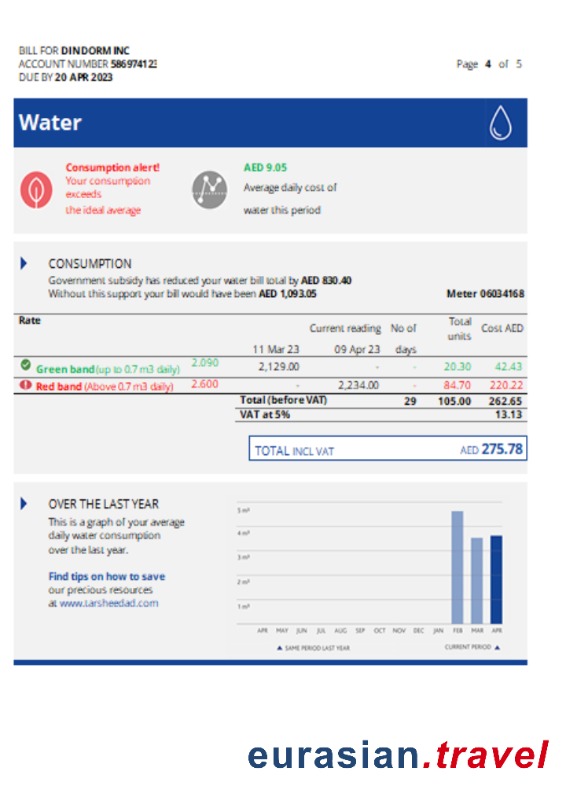 BILL FOR DINDORM INC
ACCOUNT NUMBER 586974123
DUE BY 20 APR 2023
Page 4 of 5
Water
Consumption alert!
Your consumption
exceeds
the ideal average
AED 9.05
Average daily cost of
water this period
CONSUMPTION
Government subsidy has reduced your water bill total by AED 830.40
Without this support your bill would have been AED 1,093.05
Meter 06034168
Rate
Current reading No of Total units Cost AED
11 Mar 23 09 Apr 23 days
Green band (up to 0.7 m3 daily) 2.090 2,129.00 - - 20.30 42.43
Red band (Above 0.7 m3 daily) 2.600 - 2,234.00 - 84.70 220.22
Total (before VAT) 29 105.00 262.65
VAT at 5% 13.13
TOTAL INCL VAT AED 275.78
OVER THE LAST YEAR
This is a graph of your average
daily water consumption
over the last year.
Find tips on how to save
our precious resources
at www.tarsheedad.com
5 m³
4 m³
3 m³
2 m³
1 m³
APR MAY JUN JUL AUG SEP OCT NOV DEC JAN FEB MAR APR
SAME PERIOD LAST YEAR
CURRENT PERIOD
eurasian.travel